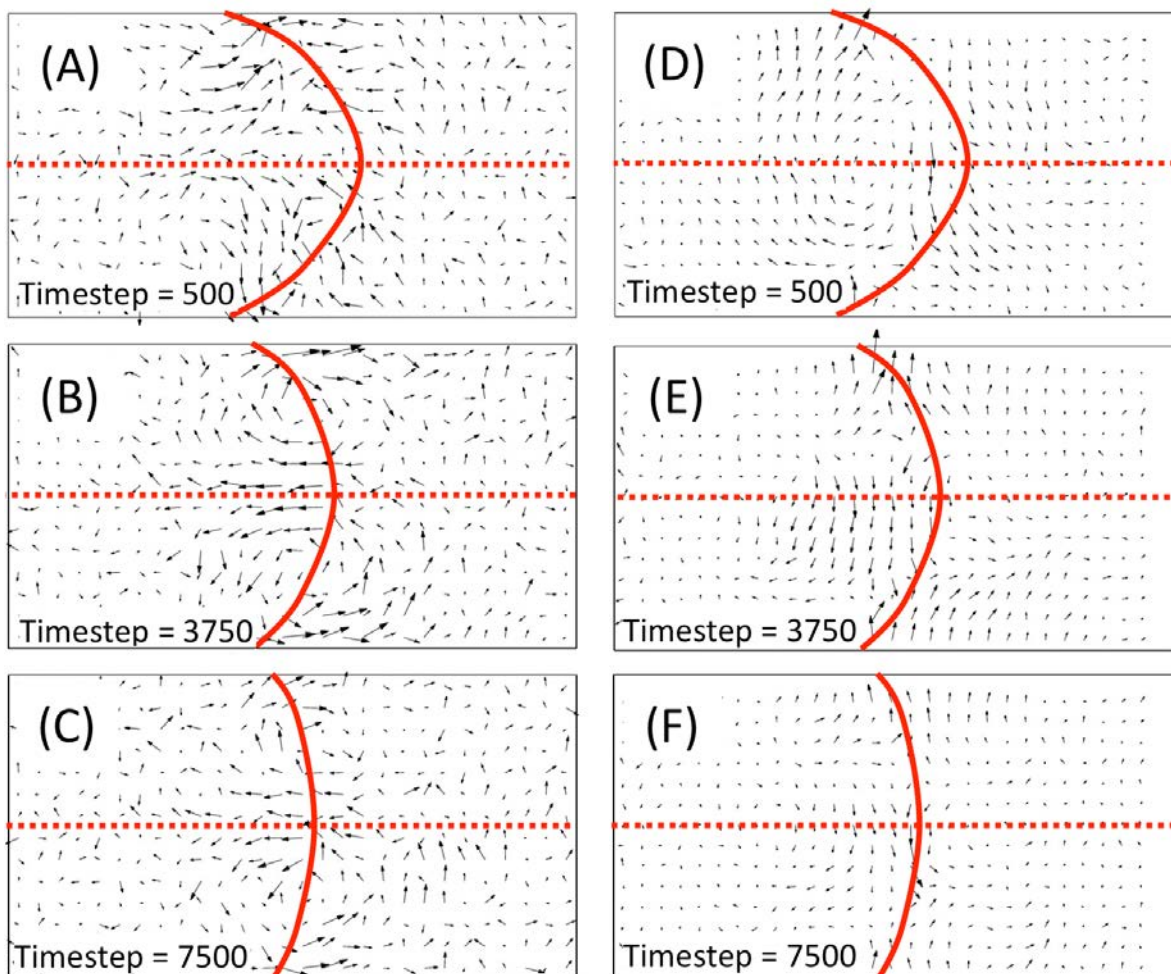 (A)
Timestep = 500
(D)
Timestep = 500
(B)
Timestep = 3750
(E)
Timestep = 3750
(C)
Timestep = 7500
(F)
Timestep = 7500